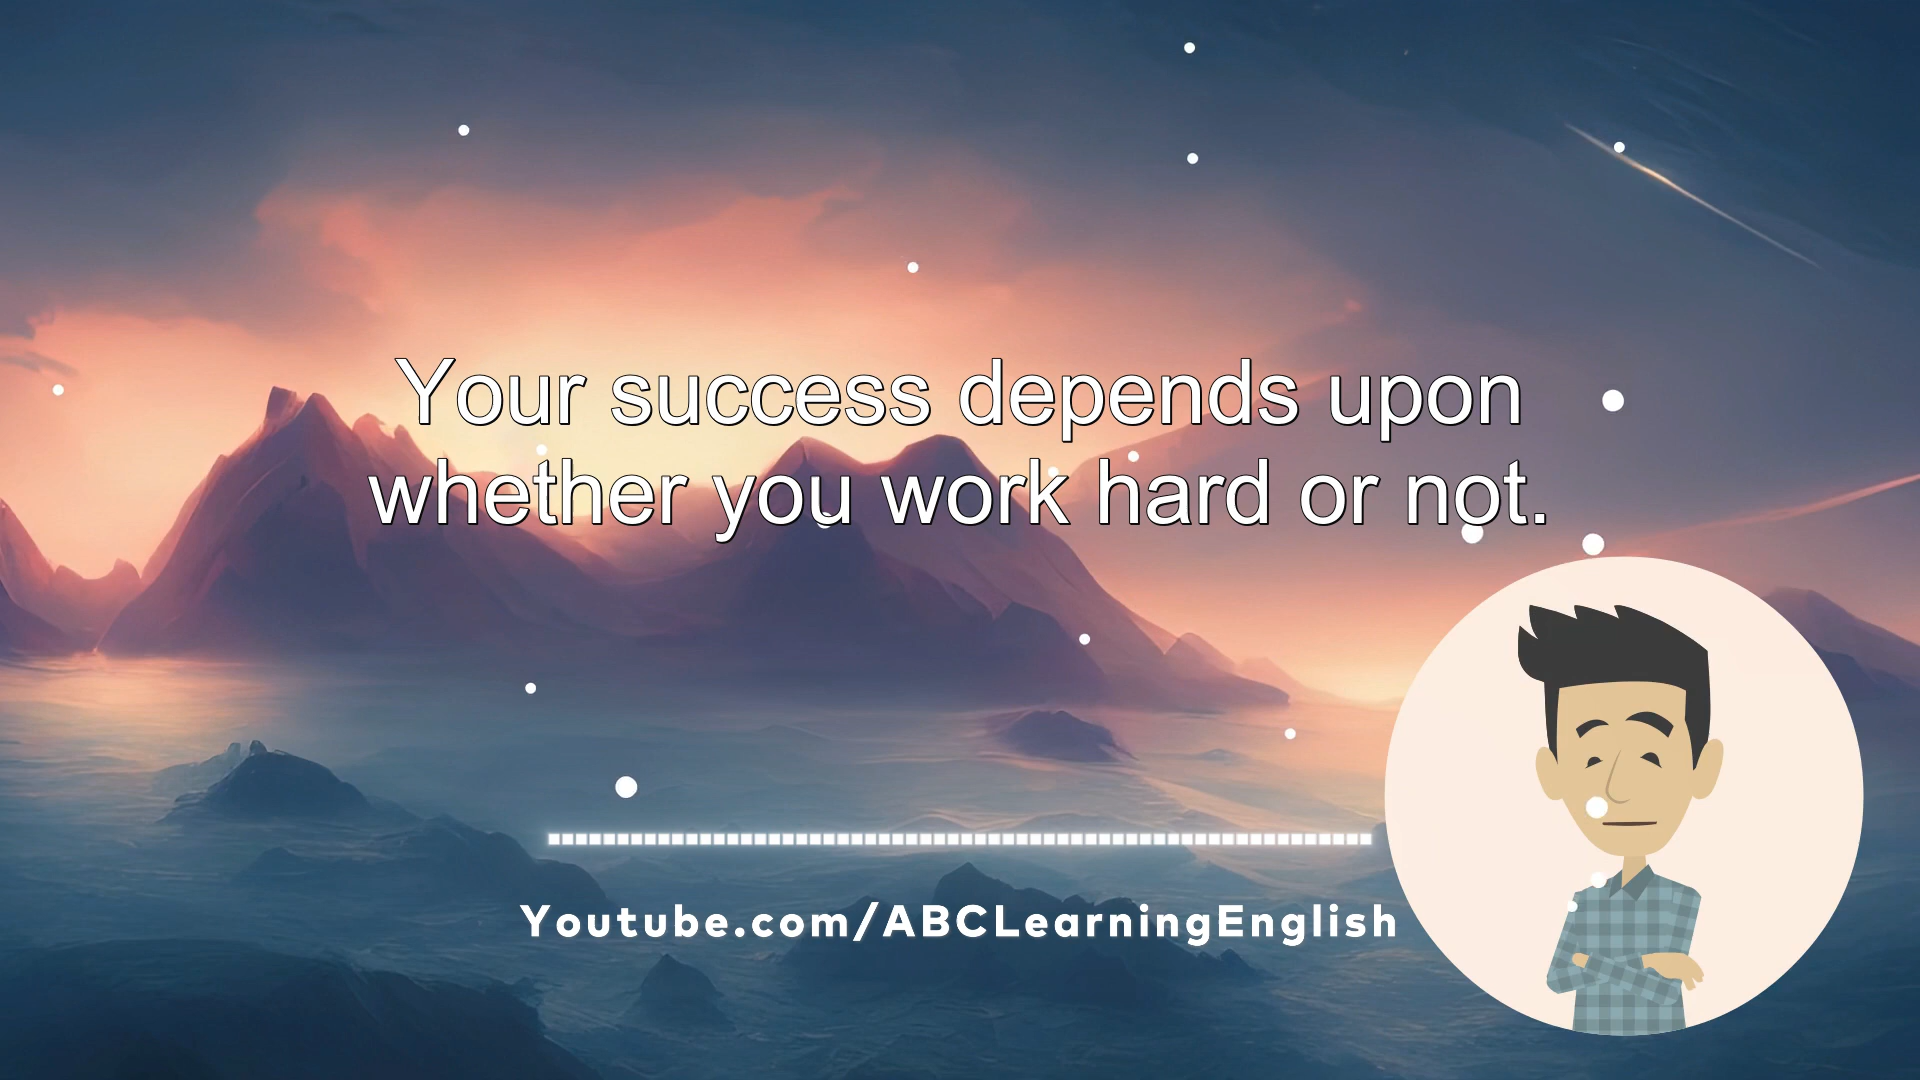 Your success depends upon
whether you work hard or not.
Youtube.com/ABCLearningEnglish